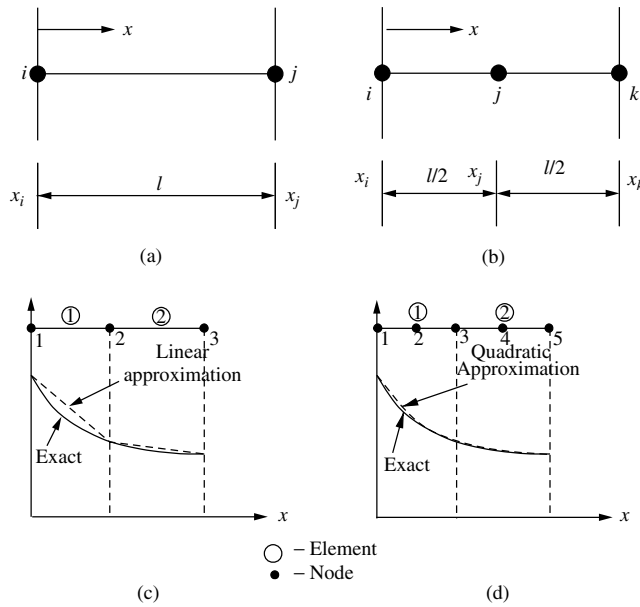 x
i
j
x_i
l
x_j
(a)
x
i
j
k
x_i
l/2
x_j
l/2
(b)
1
2
1
2
3
Linear
approximation
Exact
x
(c)
1
2
1
2
3
4
5
Quadratic
Approximation
Exact
x
(d)
– Element
– Node